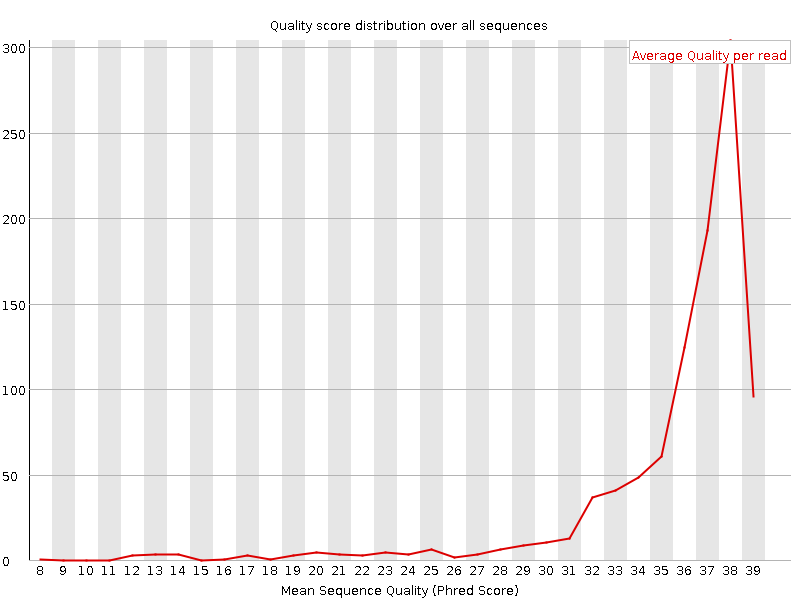 Quality score distribution over all sequences
300
Average Quality per read
250
200
150
100
50
0
8 9 10 11 12 13 14 15 16 17 18 19 20 21 22 23 24 25 26 27 28 29 30 31 32 33 34 35 36 37 38 39
Mean Sequence Quality (Phred Score)